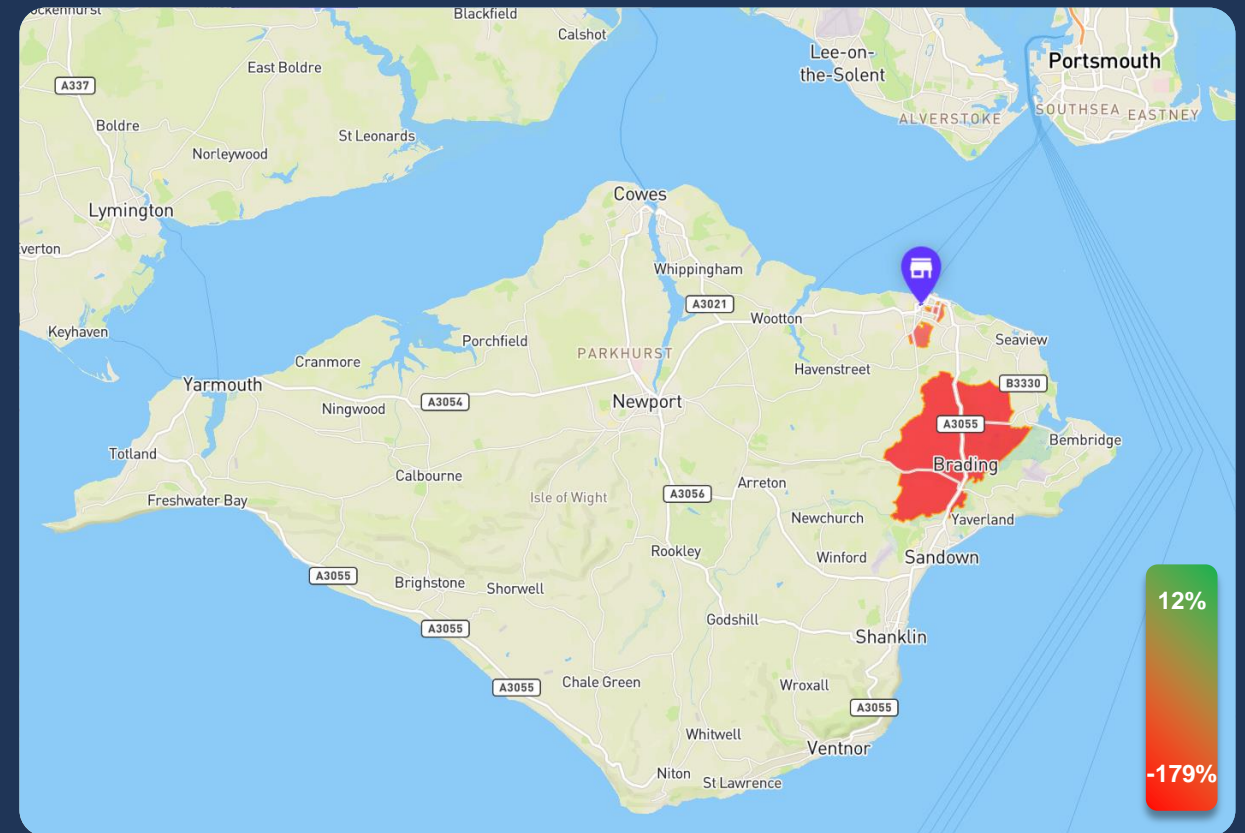 Blackfield
Calshot
East Boldre
A337
Lee-on-
the-Solent
Portsmouth
SOUTHSEA
EASTNEY
ALVERSTOKE
Boldre
St Leonards
Norleywood
Lymington
Cowes
Whippingham
A3021
Wootton
Keyhaven
Porchfield
PARKHURST
Seaview
Cranmore
Havenstreet
Yarmouth
B3330
A3054
Newport
Ningwood
A3055
Bembridge
Totland
Brading
Calbourne
Arreton
A3056
Isle of Wight
Freshwater Bay
Newchurch
Yaverland
Rookley
Winford
Sandown
A3055
Brighstone
Shorwell
12%
Godshill
A3055
Shanklin
Chale Green
Wroxall
A3055
A3055
Whitwell
Ventnor
Niton
St Lawrence
-179%